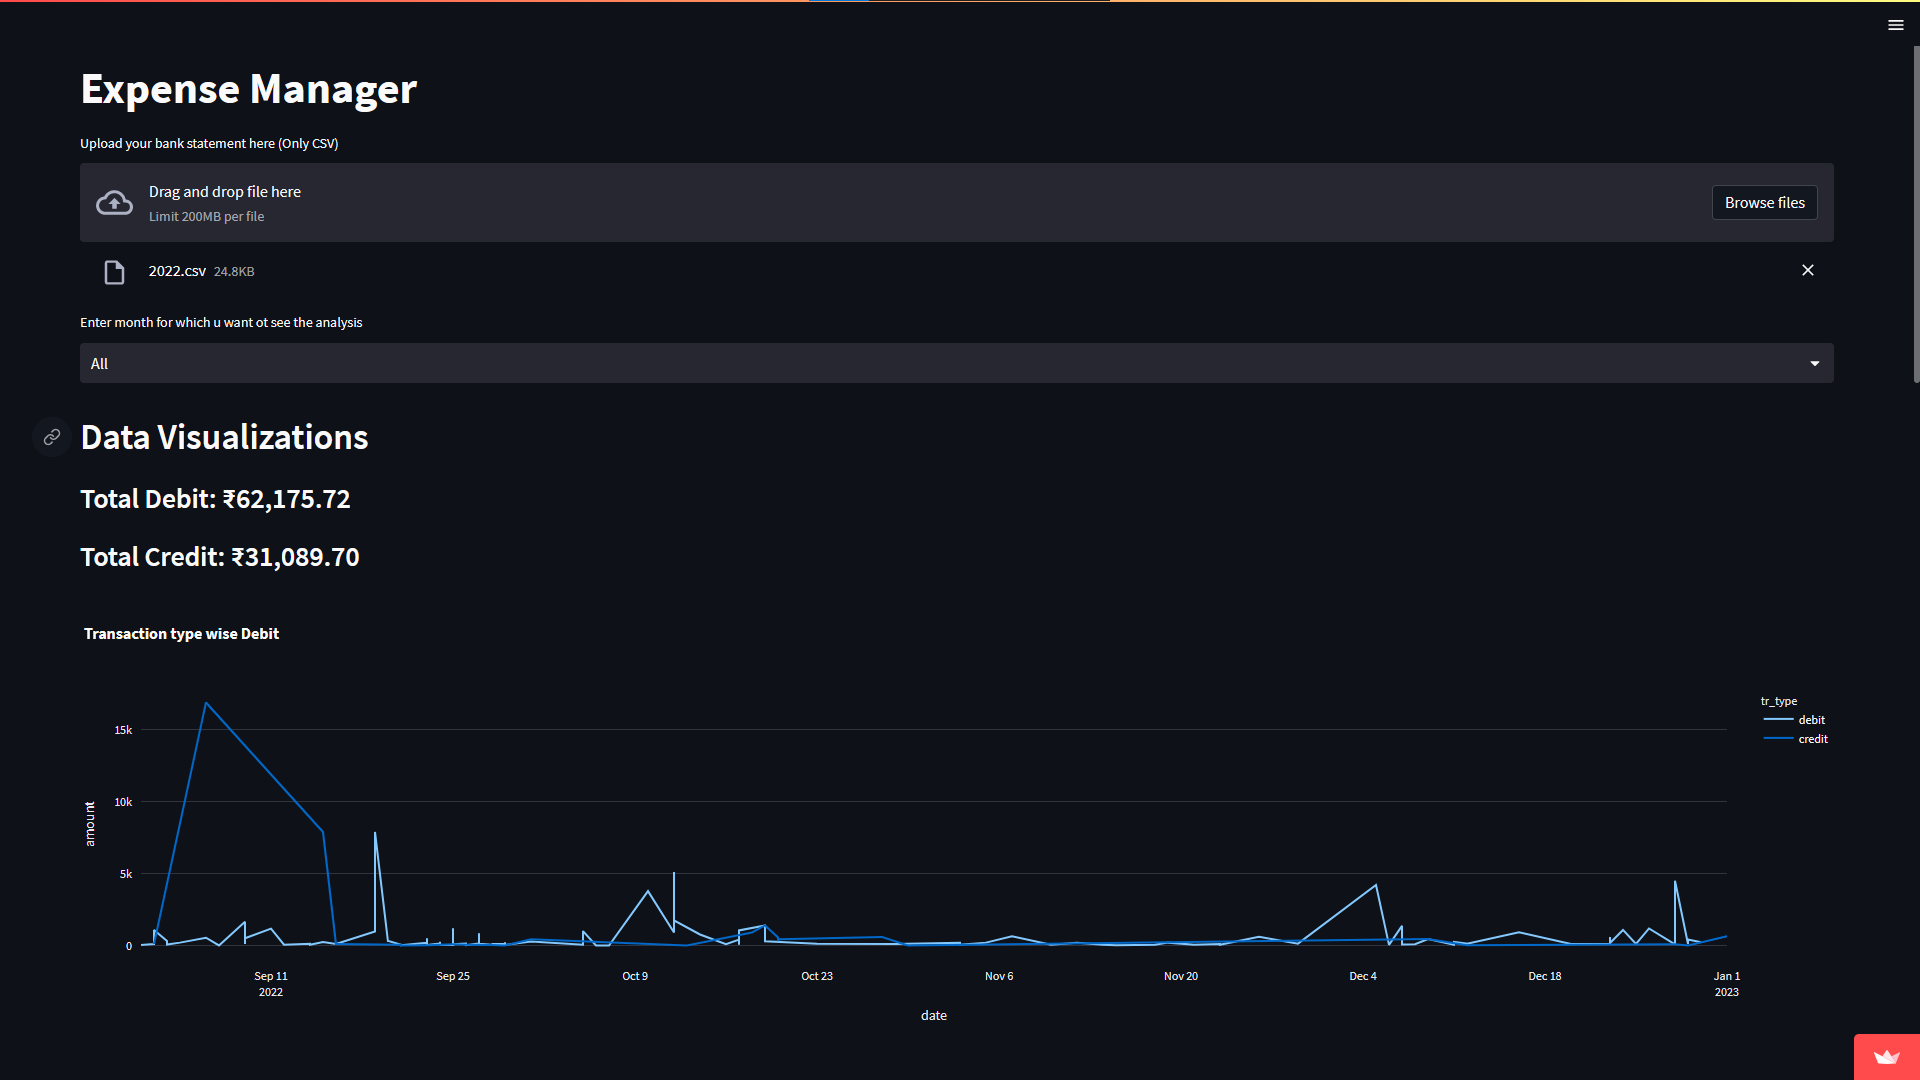 Expense Manager
Upload your bank statement here (Only CSV)
Drag and drop file here
Limit 200MB per file
Browse files
2022.csv 24.8KB
Enter month for which u want ot see the analysis
All
Data Visualizations
Total Debit: ₹62,175.72
Total Credit: ₹31,089.70
Transaction type wise Debit
tr_type
debit
credit
15k
10k
5k
0
amount
Sep 11
2022
Sep 25
Oct 9
Oct 23
Nov 6
Nov 20
Dec 4
Dec 18
Jan 1
2023
date